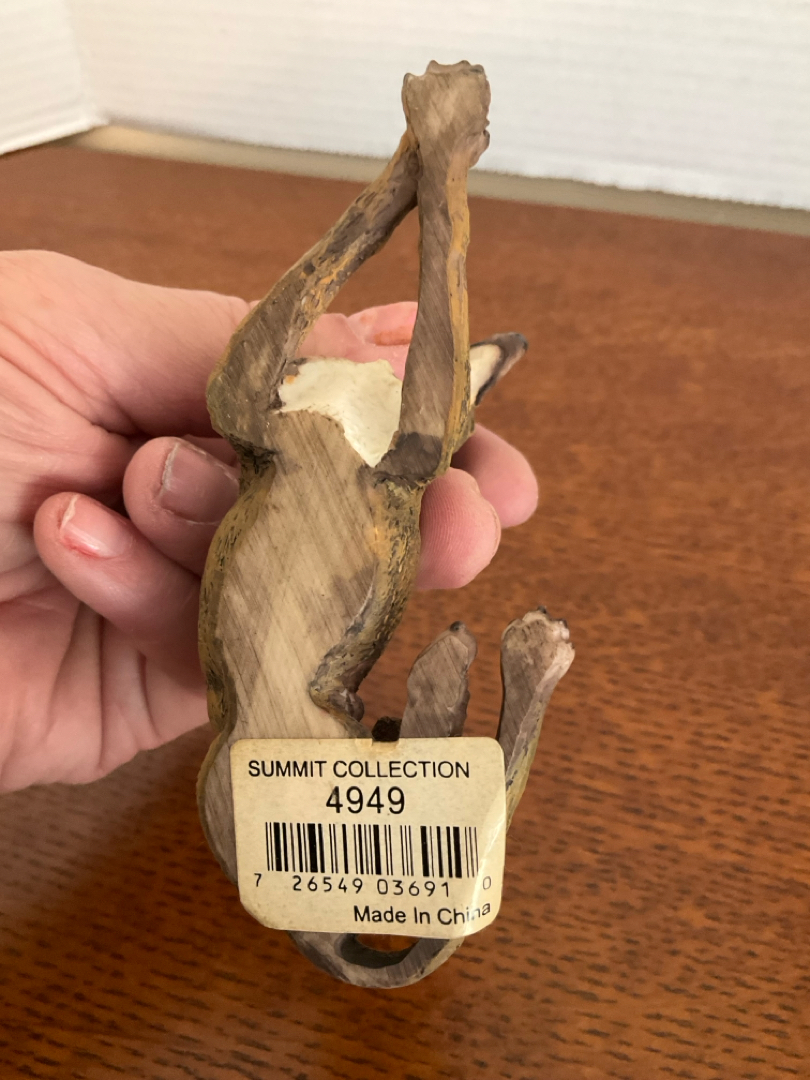 SUMMIT COLLECTION
4949
7 26549 03691 0
Made In China